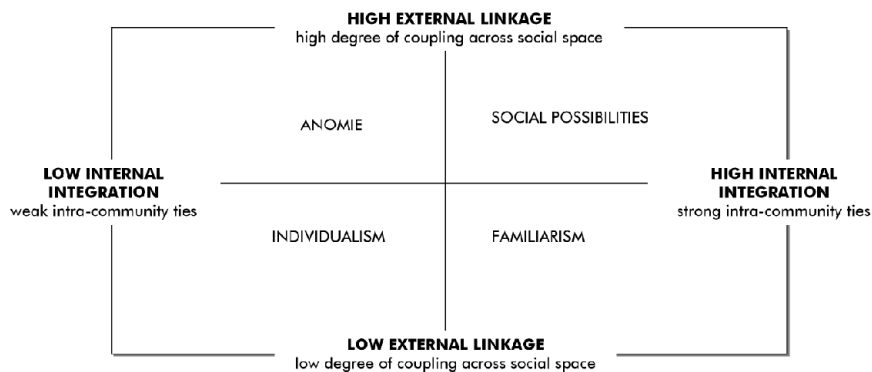 HIGH EXTERNAL LINKAGE
high degree of coupling across social space
ANOMIE
SOCIAL POSSIBILITIES
LOW INTERNAL
INTEGRATION
weak intra-community ties
HIGH INTERNAL
INTEGRATION
strong intra-community ties
INDIVIDUALISM
FAMILIARISM
LOW EXTERNAL LINKAGE
low degree of coupling across social space